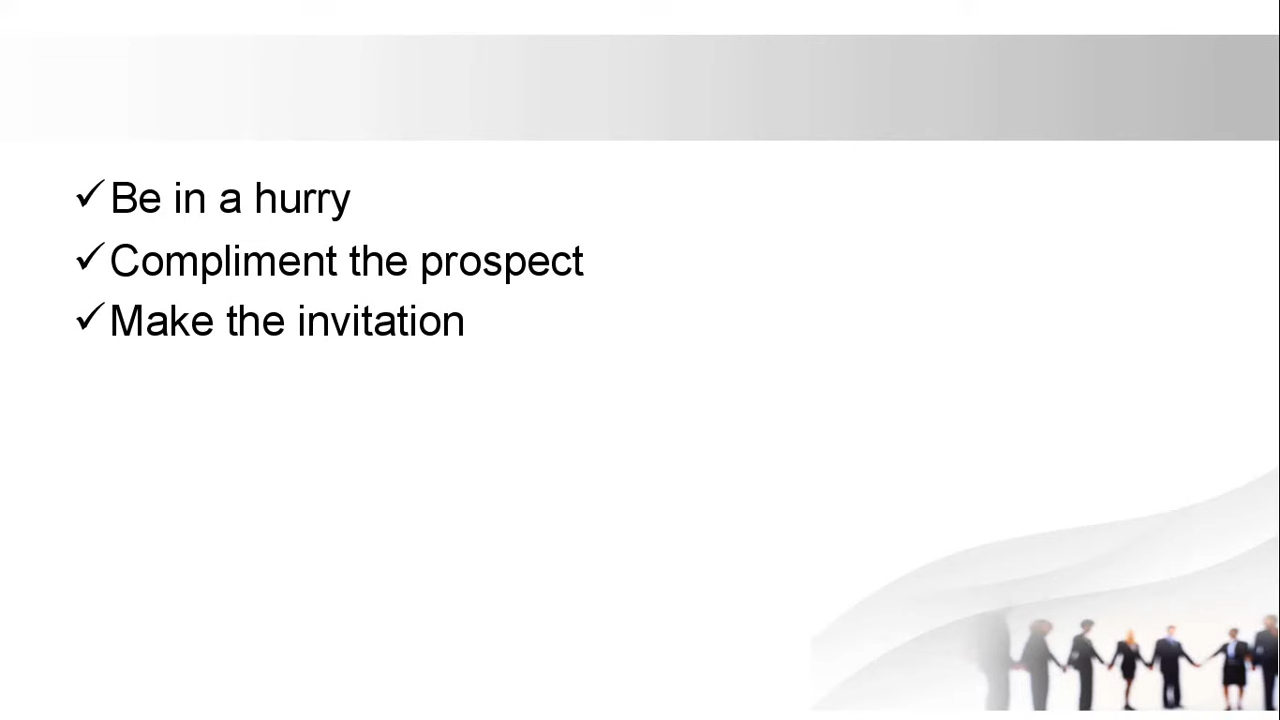 ✓Be in a hurry
✓Compliment the prospect
✓Make the invitation